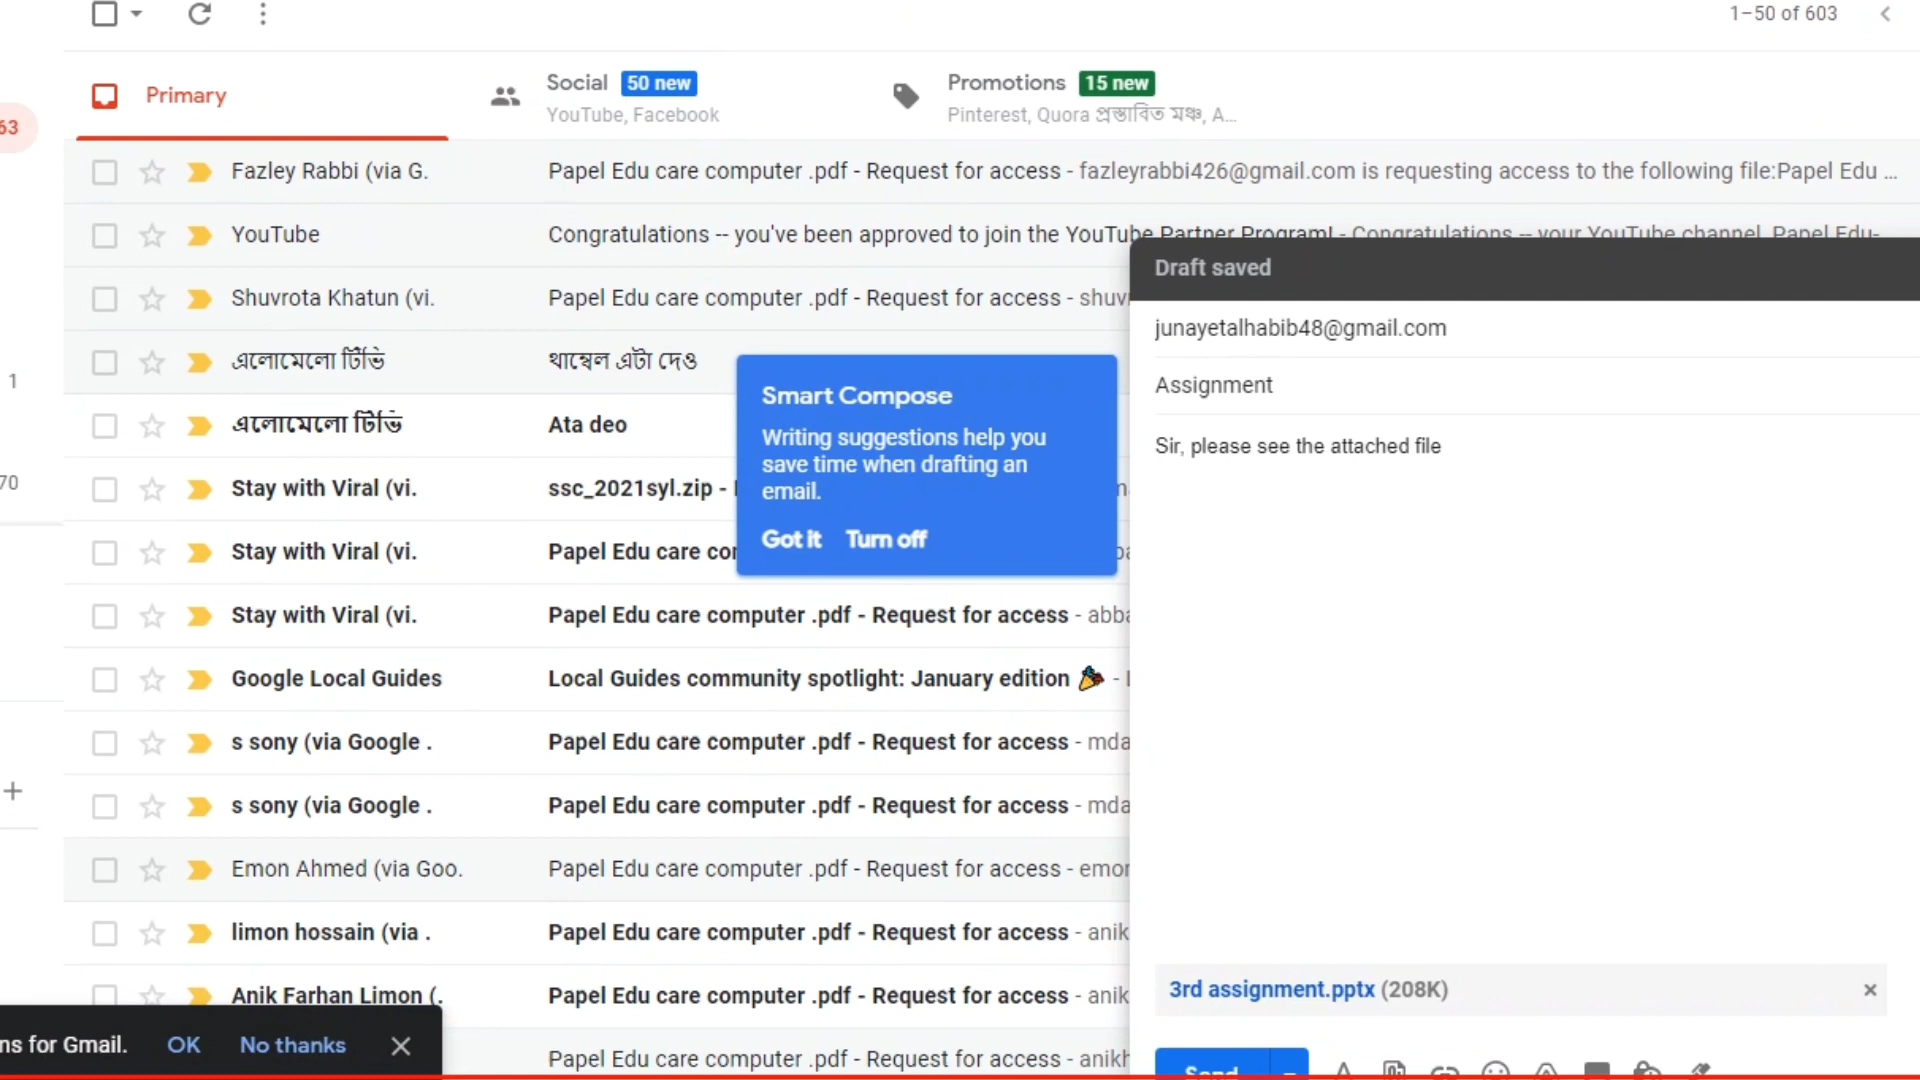 1–50 of 603
Primary
Social 50 new
YouTube, Facebook
Promotions 15 new
Pinterest, Quora প্রস্তাবিত মঞ্চ, A...
63
1
70
Fazley Rabbi (via G. Papel Edu care computer .pdf - Request for access - fazleyrabbi426@gmail.com is requesting access to the following file:Papel Edu ...
YouTube Congratulations -- you've been approved to join the YouTube Partner Program! - Congratulations -- your YouTube channel, Papel Edu-
Shuvrota Khatun (vi. Papel Edu care computer .pdf - Request for access - shuv
এলোমেলো টিভি থাম্বেল এটা দেও
এলোমেলো টিভি Ata deo
Stay with Viral (vi. ssc_2021syl.zip -
Stay with Viral (vi. Papel Edu care
Stay with Viral (vi. Papel Edu care computer .pdf - Request for access - abba
Google Local Guides Local Guides community spotlight: January edition 🎉 -
s sony (via Google . Papel Edu care computer .pdf - Request for access - mda
s sony (via Google . Papel Edu care computer .pdf - Request for access - mda
Emon Ahmed (via Goo. Papel Edu care computer .pdf - Request for access - emor
limon hossain (via . Papel Edu care computer .pdf - Request for access - anik
Anik Farhan Limon (. Papel Edu care computer .pdf - Request for access - anik
Papel Edu care computer .pdf - Request for access - anikh
Smart Compose
Writing suggestions help you
save time when drafting an
email.
Got it Turn off
Draft saved
junayetalhabib48@gmail.com
Assignment
Sir, please see the attached file
3rd assignment.pptx (208K)
Send
ns for Gmail. OK No thanks